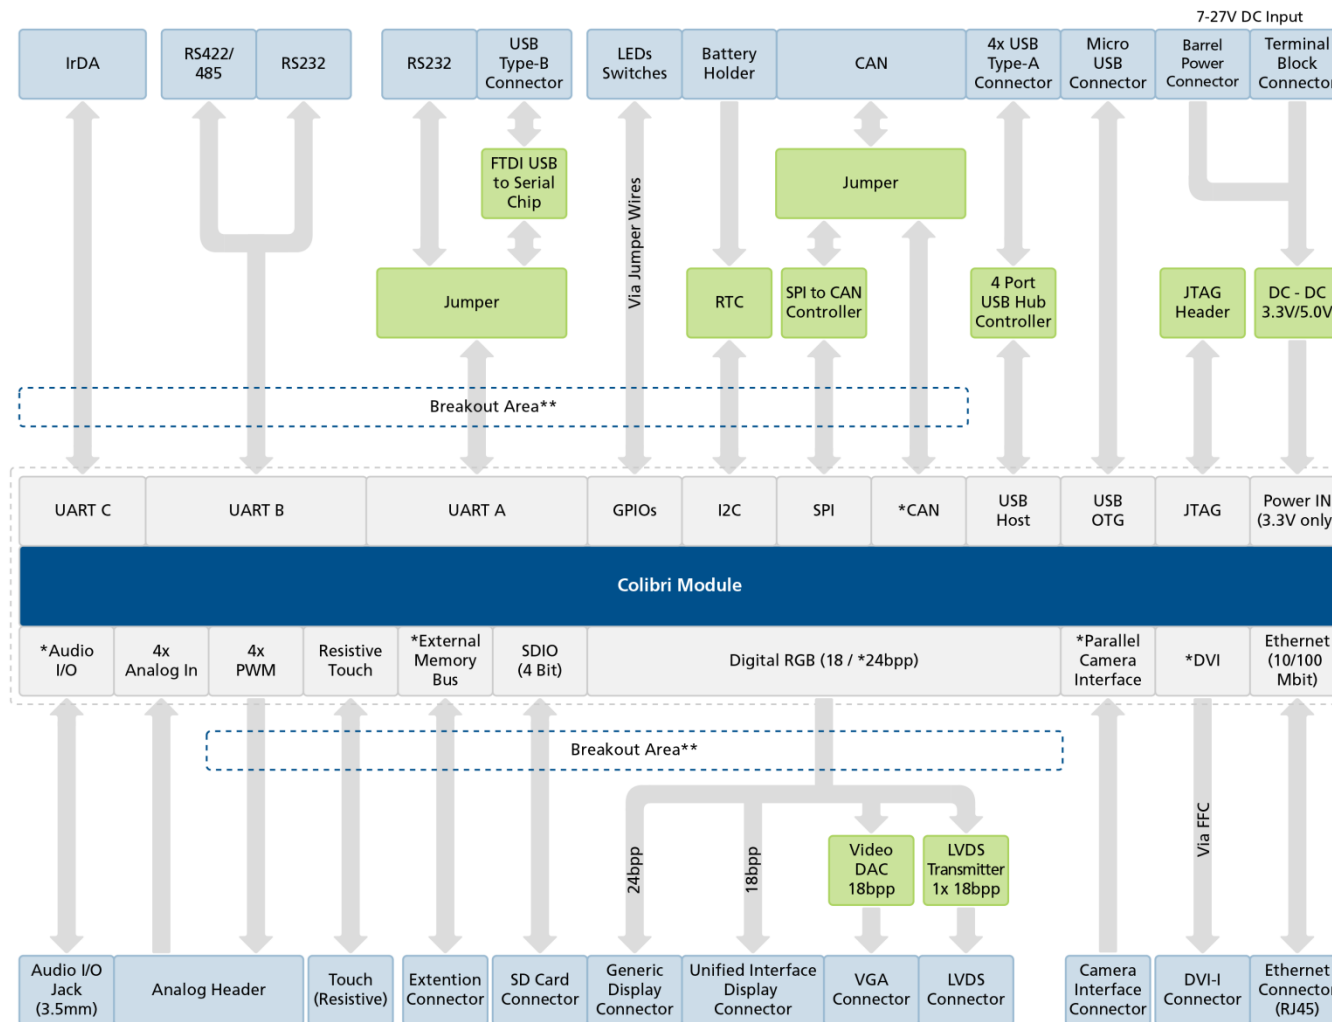 7-27V DC Input
IrDA
RS422/
485
RS232
RS232
USB
Type-B
Connector
LEDs
Switches
Battery
Holder
CAN
4x USB
Type-A
Connector
Micro
USB
Connector
Barrel
Power
Connector
Terminal
Block
Connector
FTDI USB
to Serial
Chip
Jumper
Via Jumper Wires
Jumper
RTC
SPI to CAN
Controller
4 Port
USB Hub
Controller
JTAG
Header
DC - DC
3.3V/5.0V
Breakout Area**
UART C
UART B
UART A
GPIOs
I2C
SPI
*CAN
USB
Host
USB
OTG
JTAG
Power IN
(3.3V only
Colibri Module
*Audio
I/O
4x
Analog In
4x
PWM
Resistive
Touch
*External
Memory
Bus
SDIO
(4 Bit)
Digital RGB (18 / *24bpp)
*Parallel
Camera
Interface
*DVI
Ethernet
(10/100
Mbit)
Breakout Area**
24bpp
18bpp
Video
DAC
18bpp
LVDS
Transmitter
1x 18bpp
Via FFC
Audio I/O
Jack
(3.5mm)
Analog Header
Touch
(Resistive)
Extention
Connector
SD Card
Connector
Generic
Display
Connector
Unified Interface
Display
Connector
VGA
Connector
LVDS
Connector
Camera
Interface
Connector
DVI-I
Connector
Ethernet
Connector
(RJ45)